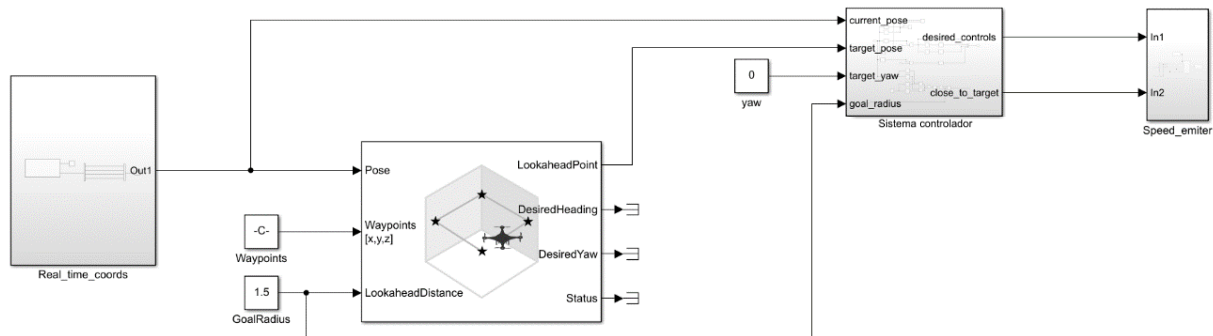 Out1
Real_time_coords
-C-
Waypoints
1.5
GoalRadius
Pose
Waypoints
[x,y,z]
LookaheadDistance
LookaheadPoint
DesiredHeading
DesiredYaw
Status
0
yaw
current_pose
target_pose
target_yaw
goal_radius
desired_controls
close_to_target
Sistema controlador
In1
In2
Speed_emiter